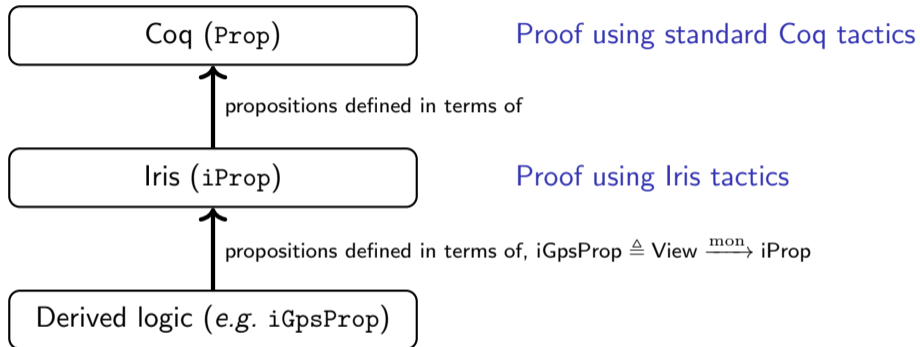 Coq (Prop)
Proof using standard Coq tactics
propositions defined in terms of
Iris (iProp)
Proof using Iris tactics
propositions defined in terms of, iGpsProp ≜ View mon⟶ iProp
Derived logic (e.g. iGpsProp)